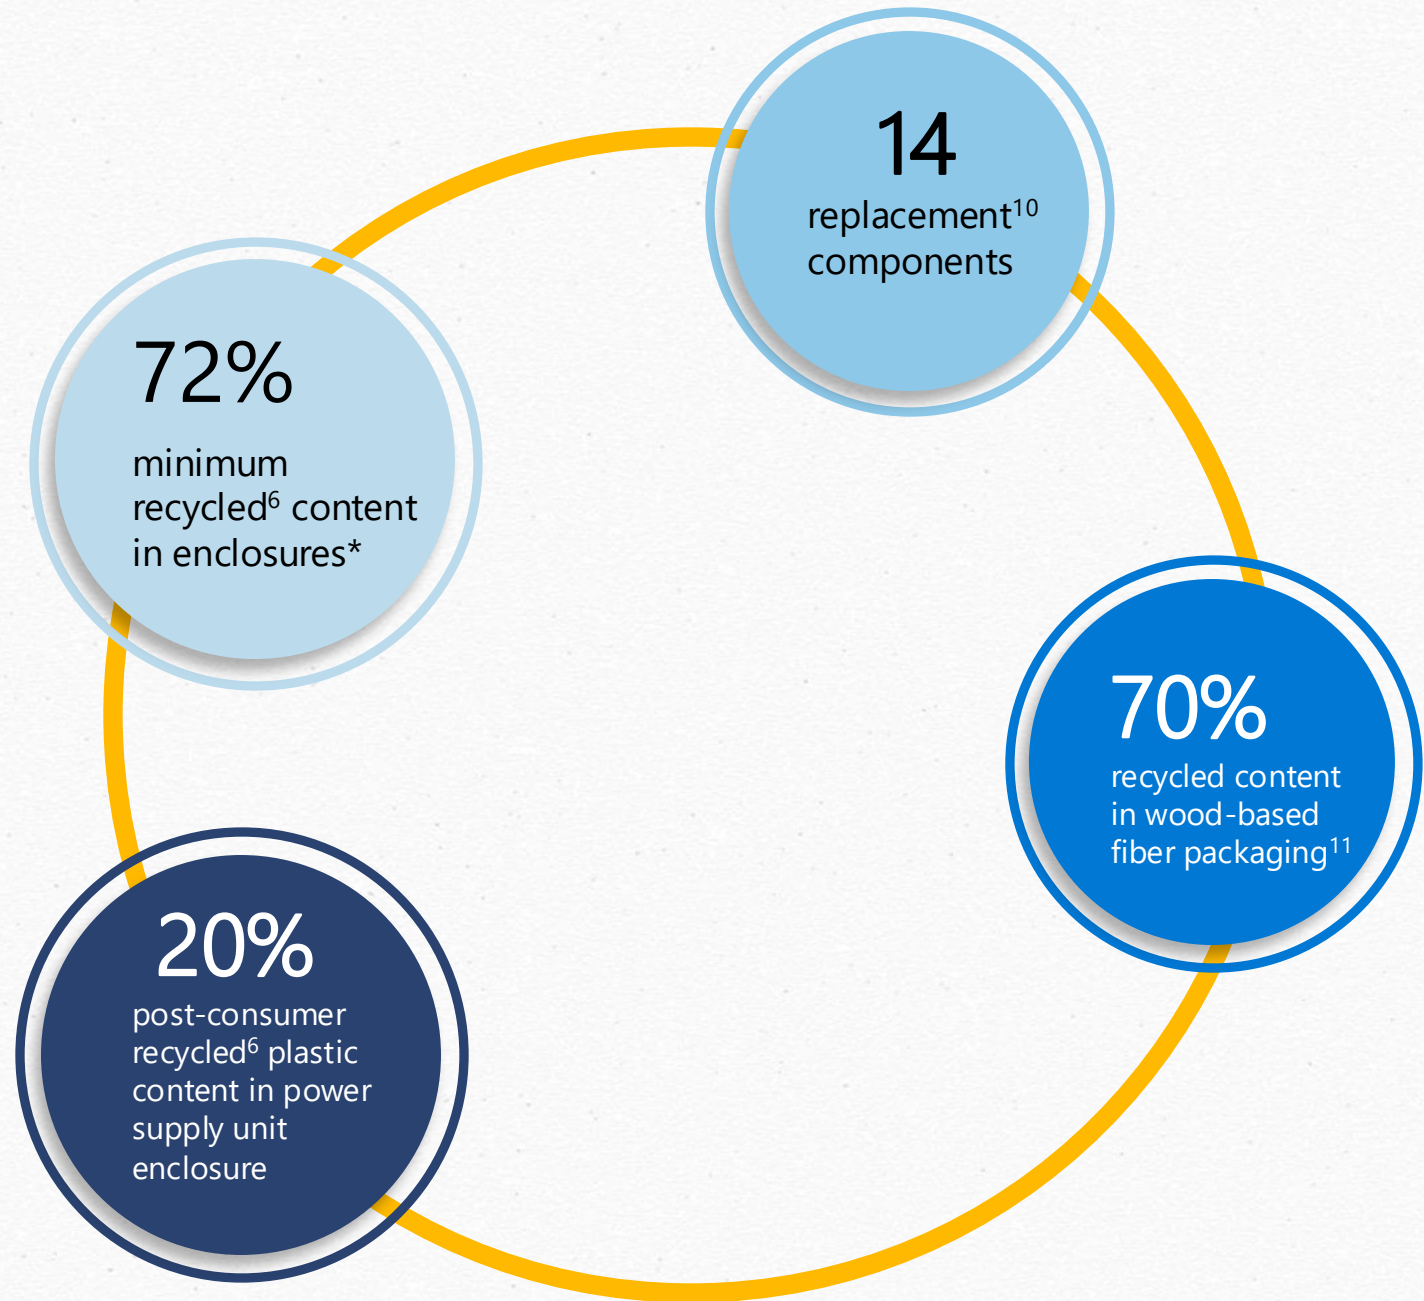 14
replacement¹⁰
components
72%
minimum
recycled⁶ content
in enclosures*
70%
recycled content
in wood-based
fiber packaging¹¹
20%
post-consumer
recycled⁶ plastic
content in power
supply unit
enclosure